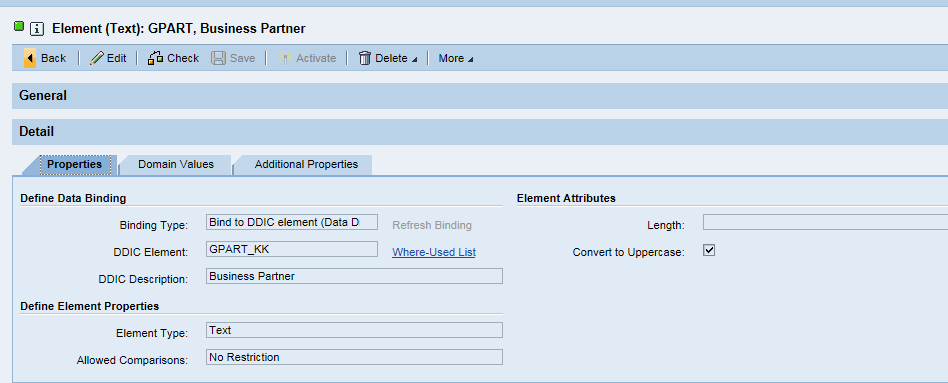 Element (Text): GPART, Business Partner
Back Edit Check Save Activate Delete More
General
Detail
Properties Domain Values Additional Properties
Define Data Binding Element Attributes
Binding Type: Bind to DDIC element (Data D Refresh Binding Length:
DDIC Element: GPART_KK Where-Used List Convert to Uppercase:
DDIC Description: Business Partner
Define Element Properties
Element Type: Text
Allowed Comparisons: No Restriction